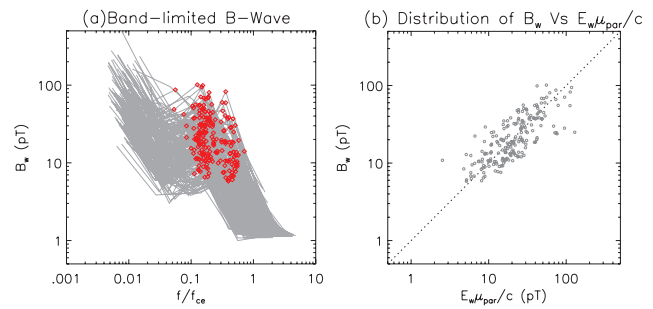 (a)Band-limited B-Wave
(b) Distribution of B_w Vs E_wμ_par/c
B_w (pT)
100
10
1
.001 0.01 0.1 1 10
f/f_ce
B_w (pT)
100
10
1
1 10 100
E_wμ_par/c (pT)